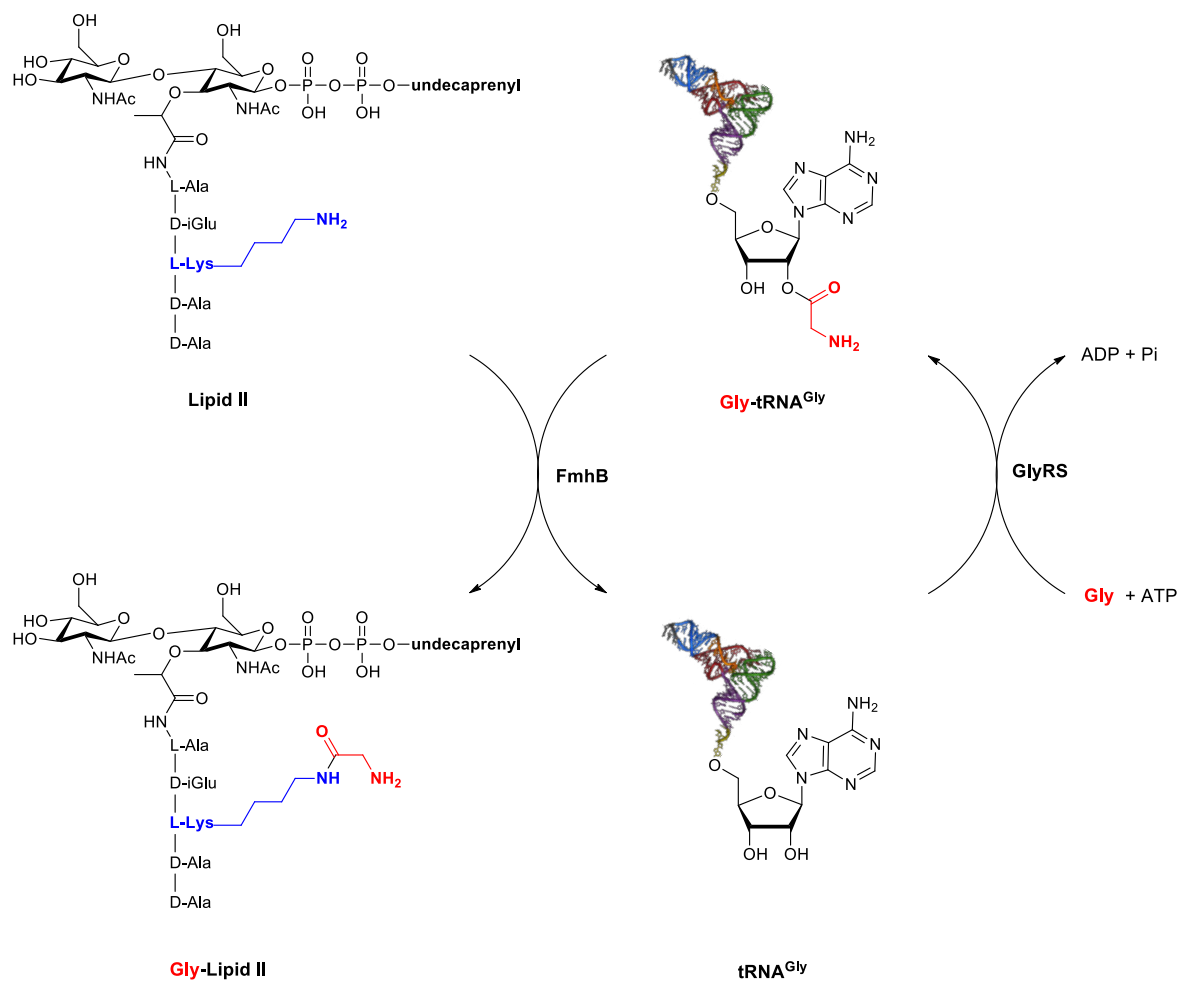 OH
OH
HO
O
O
O
HO
NHAc
O
NHAc
O
O
P
O
P
O
undecaprenyl
O
OH
O
OH
O
HN
L-Ala
D-iGlu
NH2
L-Lys
D-Ala
D-Ala
Lipid II
NH2
N
N
N
N
O
O
OH
O
O
NH2
Gly-tRNAGly
ADP + Pi
FmhB
GlyRS
Gly + ATP
OH
OH
HO
O
O
O
HO
NHAc
O
NHAc
O
O
P
O
P
O
undecaprenyl
O
OH
O
OH
O
HN
L-Ala
O
D-iGlu
NH
NH2
L-Lys
D-Ala
D-Ala
Gly-Lipid II
NH2
N
N
N
N
O
O
OH OH
tRNAGly